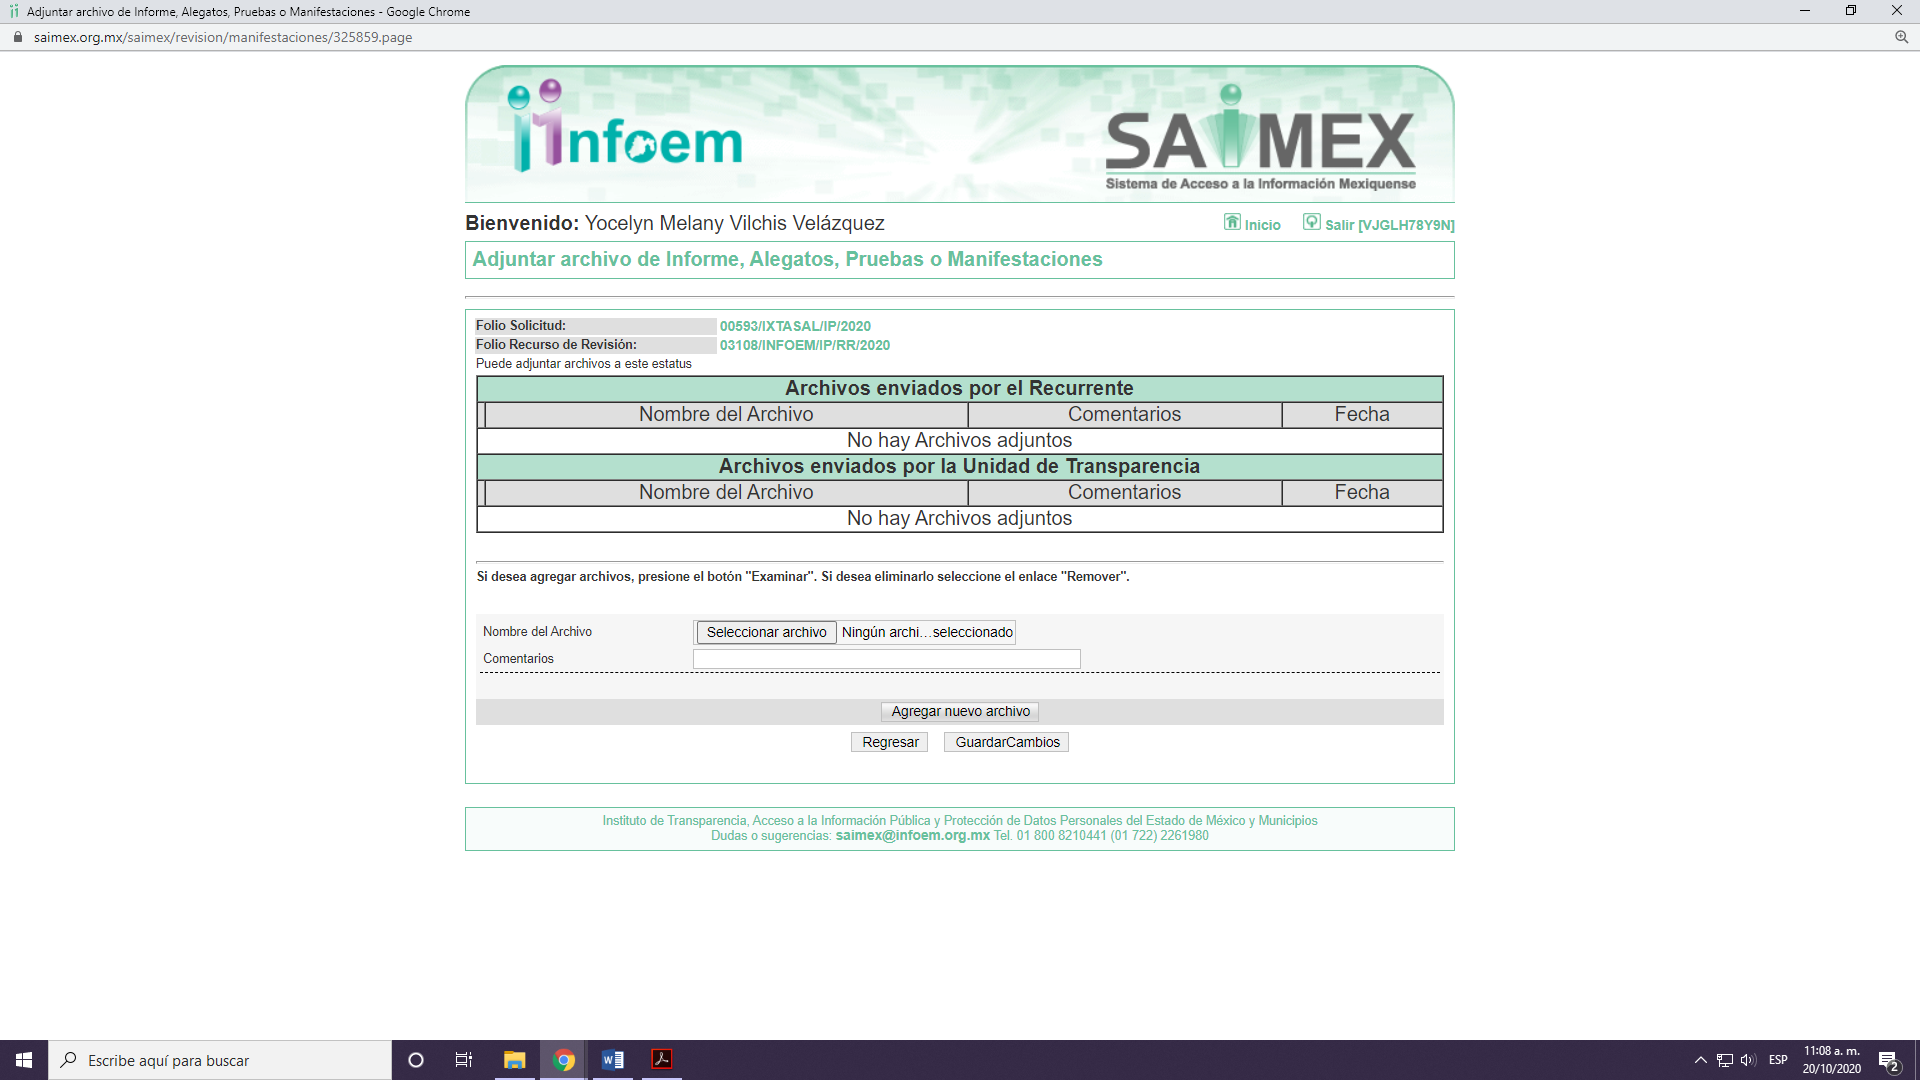 Adjuntar archivo de Informe, Alegatos, Pruebas o Manifestaciones - Google Chrome
saimex.org.mx/saimex/revision/manifestaciones/325859.page
infoem
SAIMEX
Sistema de Acceso a la Información Mexiquense
Bienvenido: Yocelyn Melany Vilchis Velázquez
Inicio
Salir [VJGLH78Y9N]
Adjuntar archivo de Informe, Alegatos, Pruebas o Manifestaciones
Folio Solicitud: 00593/IXTASAL/IP/2020
Folio Recurso de Revisión: 03108/INFOEM/IP/RR/2020
Puede adjuntar archivos a este estatus
Archivos enviados por el Recurrente
Nombre del Archivo Comentarios Fecha
No hay Archivos adjuntos
Archivos enviados por la Unidad de Transparencia
Nombre del Archivo Comentarios Fecha
No hay Archivos adjuntos
Si desea agregar archivos, presione el botón "Examinar". Si desea eliminarlo seleccione el enlace "Remover".
Nombre del Archivo Seleccionar archivo Ningún archi...seleccionado
Comentarios
Agregar nuevo archivo
Regresar GuardarCambios
Instituto de Transparencia, Acceso a la Información Pública y Protección de Datos Personales del Estado de México y Municipios
Dudas o sugerencias: saimex@infoem.org.mx Tel. 01 800 8210441 (01 722) 2261980
Escribe aquí para buscar
ESP
11:08 a. m.
20/10/2020
2